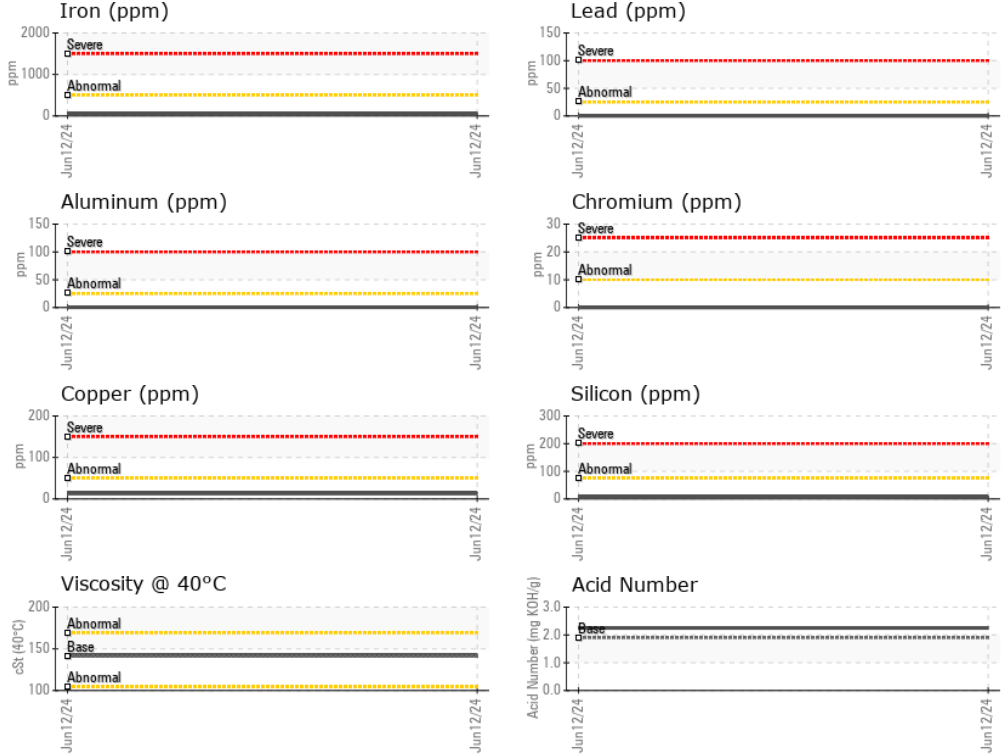 Iron (ppm)
ppm
2000
1000
0
Severe
Abnormal
Jun12/24
Jun12/24
Lead (ppm)
ppm
150
100
50
0
Severe
Abnormal
Jun12/24
Jun12/24
Aluminum (ppm)
ppm
150
100
50
0
Severe
Abnormal
Jun12/24
Jun12/24
Chromium (ppm)
ppm
30
20
10
0
Severe
Abnormal
Jun12/24
Jun12/24
Copper (ppm)
ppm
200
100
0
Severe
Abnormal
Jun12/24
Jun12/24
Silicon (ppm)
ppm
300
200
100
0
Severe
Abnormal
Jun12/24
Jun12/24
Viscosity @ 40°C
cSt (40°C)
200
150
100
Abnormal
Base
Abnormal
Jun12/24
Jun12/24
Acid Number
Acid Number (mg KOH/g)
3.0
2.0
1.0
0.0
Base
Jun12/24
Jun12/24